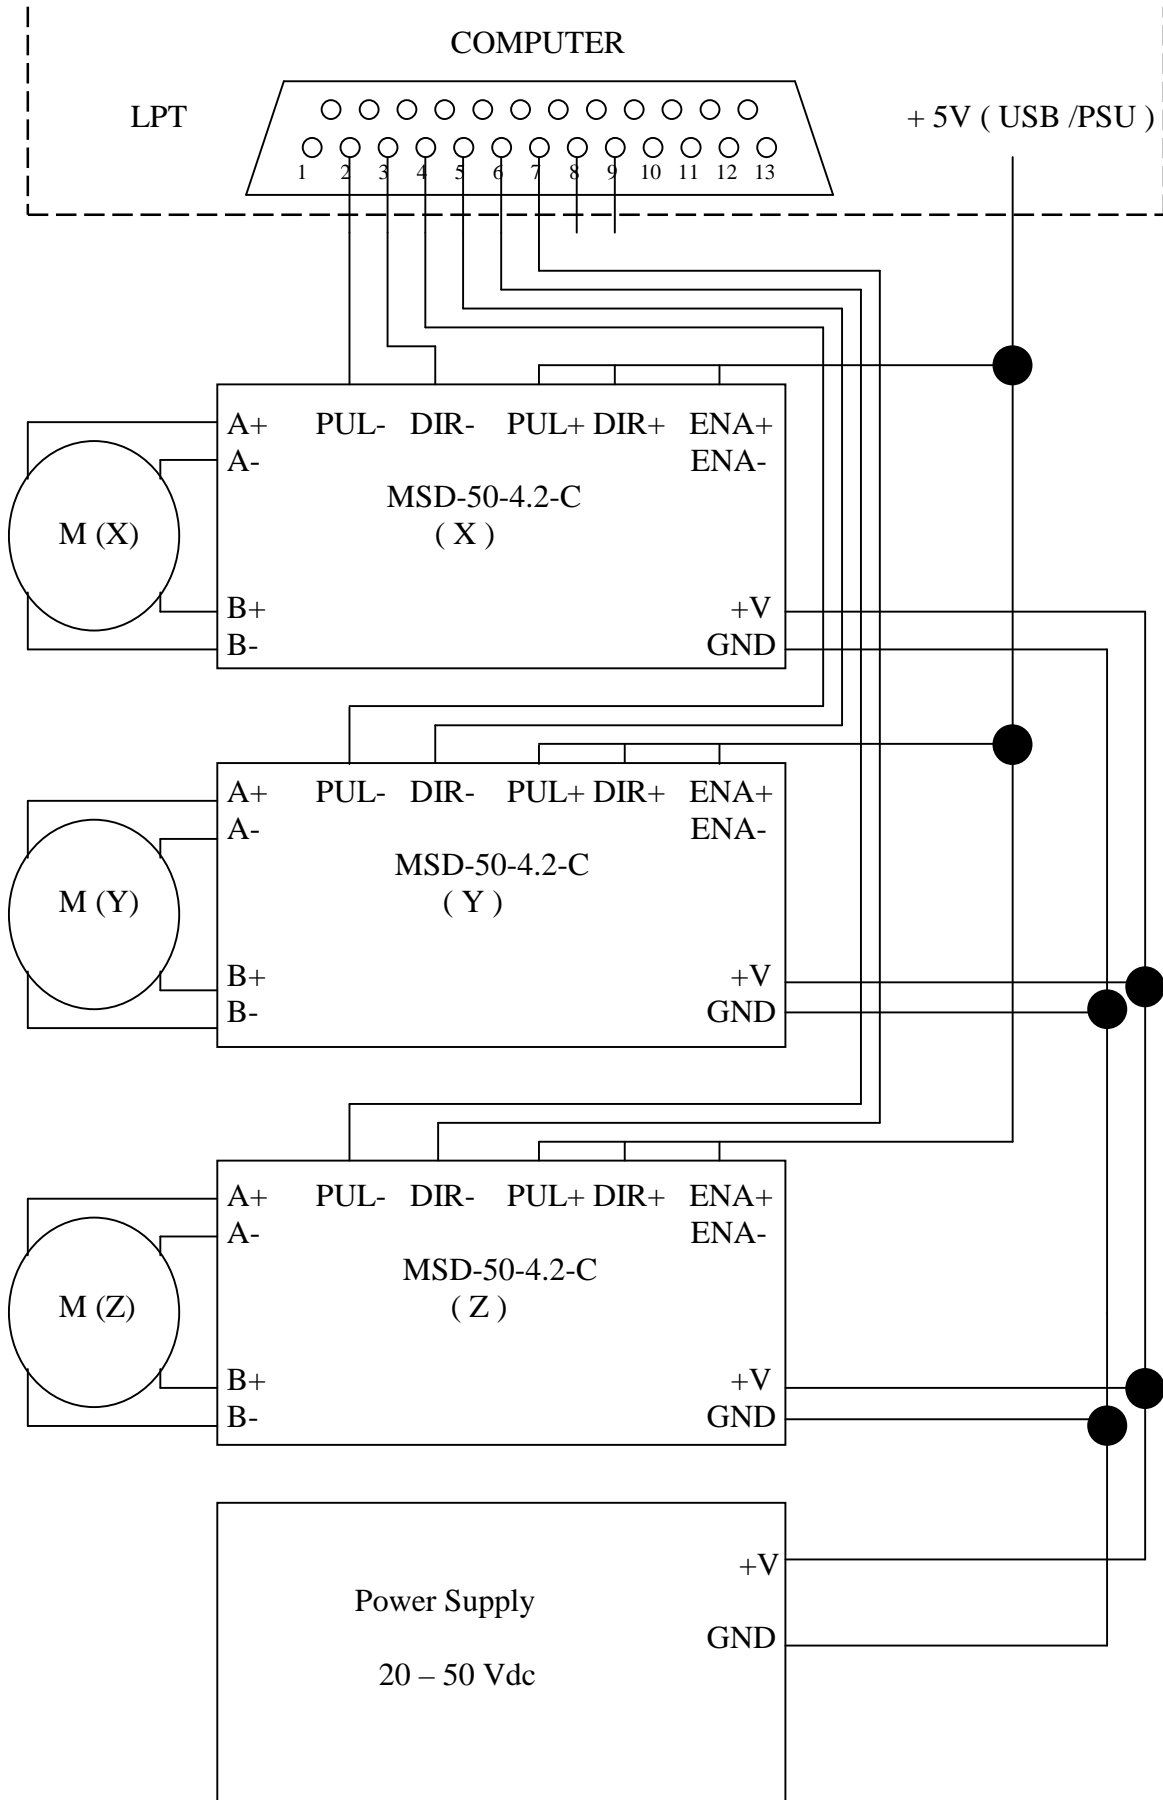 COMPUTER
LPT
+ 5V ( USB /PSU )
1 2 3 4 5 6 7 8 9 10 11 12 13
A+ PUL- DIR- PUL+ DIR+ ENA+
A- ENA-
MSD-50-4.2-C
M (X) ( X )
B+ +V
B- GND
A+ PUL- DIR- PUL+ DIR+ ENA+
A- ENA-
MSD-50-4.2-C
M (Y) ( Y )
B+ +V
B- GND
A+ PUL- DIR- PUL+ DIR+ ENA+
A- ENA-
MSD-50-4.2-C
M (Z) ( Z )
B+ +V
B- GND
+V
Power Supply
GND
20 – 50 Vdc